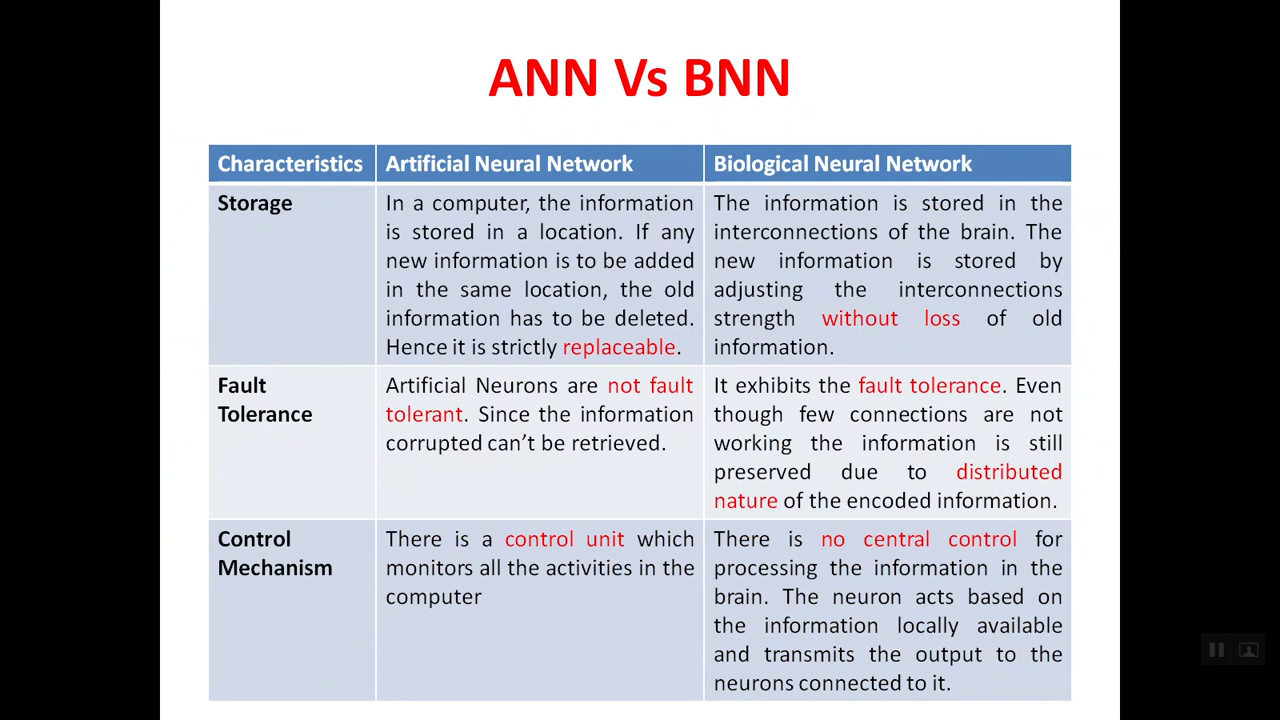 ANN Vs BNN
Characteristics
Artificial Neural Network
Biological Neural Network
Storage
In a computer, the information
is stored in a location. If any
new information is to be added
in the same location, the old
information has to be deleted.
Hence it is strictly replaceable.
The information is stored in the
interconnections of the brain. The
new information is stored by
adjusting the interconnections
strength without loss of old
information.
Fault
Tolerance
Artificial Neurons are not fault
tolerant. Since the information
corrupted can’t be retrieved.
It exhibits the fault tolerance. Even
though few connections are not
working the information is still
preserved due to distributed
nature of the encoded information.
Control
Mechanism
There is a control unit which
monitors all the activities in the
computer
There is no central control for
processing the information in the
brain. The neuron acts based on
the information locally available
and transmits the output to the
neurons connected to it.